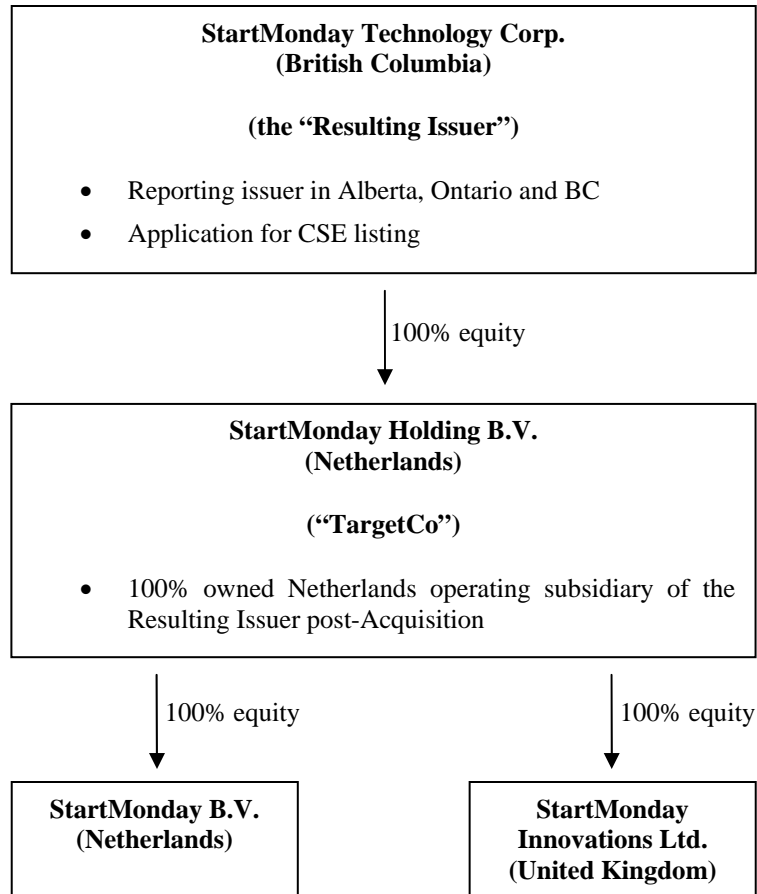 StartMonday Technology Corp.
(British Columbia)
(the “Resulting Issuer”)
• Reporting issuer in Alberta, Ontario and BC
• Application for CSE listing
100% equity
StartMonday Holding B.V.
(Netherlands)
(“TargetCo”)
• 100% owned Netherlands operating subsidiary of the
Resulting Issuer post-Acquisition
100% equity
100% equity
StartMonday B.V.
(Netherlands)
StartMonday
Innovations Ltd.
(United Kingdom)